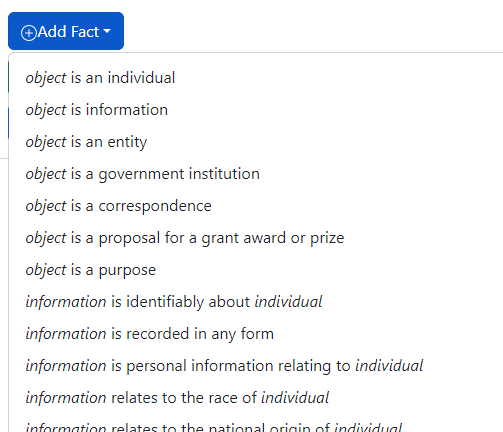 Add Fact
object is an individual
object is information
object is an entity
object is a government institution
object is a correspondence
object is a proposal for a grant award or prize
object is a purpose
information is identifiably about individual
information is recorded in any form
information is personal information relating to individual
information relates to the race of individual
information relates to the national origin of individual